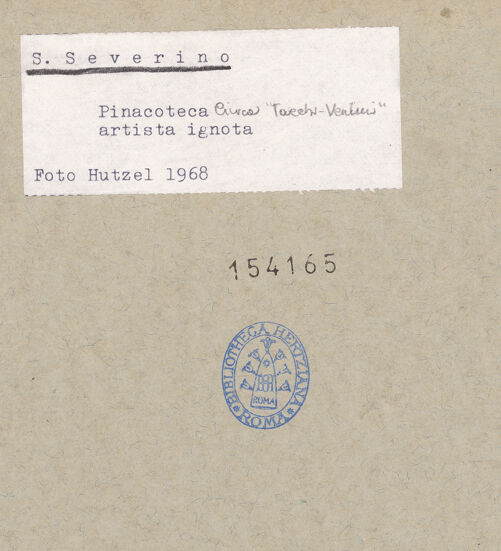 S. Severino
Pinacoteca Civica "Tacchi-Venturi"
artista ignota
Foto Hutzel 1968
154165
BIBLIOTHECA HERTZIANA
ROMA
ROMA